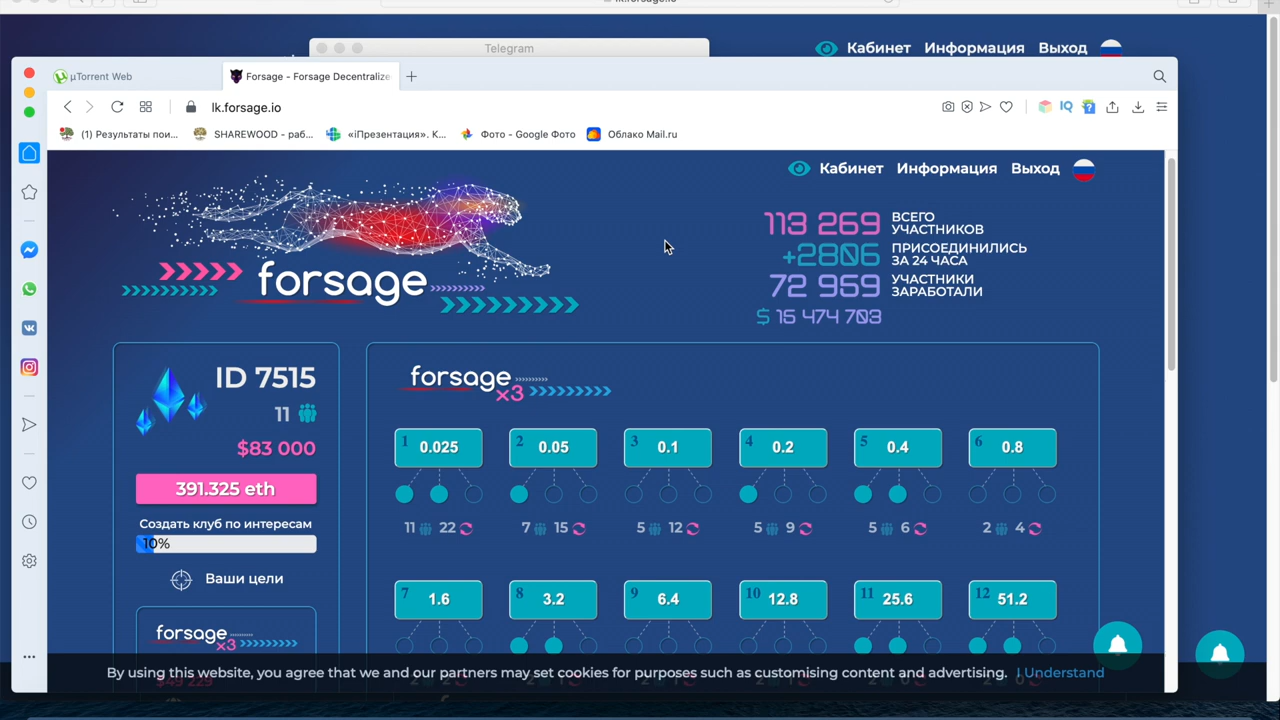 lk.forsage.io
Telegram
Кабинет Информация Выход
µTorrent Web
Forsage - Forsage Decentralize
lk.forsage.io
IQ
(1) Результаты пои...
SHAREWOOD - раб...
«iПрезентация». К...
Фото - Google Фото
Облако Mail.ru
Кабинет Информация Выход
forsage
113 269 ВСЕГО УЧАСТНИКОВ
+2806 ПРИСОЕДИНИЛИСЬ ЗА 24 ЧАСА
72 959 УЧАСТНИКИ ЗАРАБОТАЛИ
$ 15 474 703
ID 7515
11
$83 000
391.325 eth
Создать клуб по интересам
10%
Ваши цели
forsage x3
forsage
x3
1 0.025 2 0.05 3 0.1 4 0.2 5 0.4 6 0.8
11 22 7 15 5 12 5 9 5 6 2 4
7 1.6 8 3.2 9 6.4 10 12.8 11 25.6 12 51.2
By using this website, you agree that we and our partners may set cookies for purposes such as customising content and advertising. I Understand